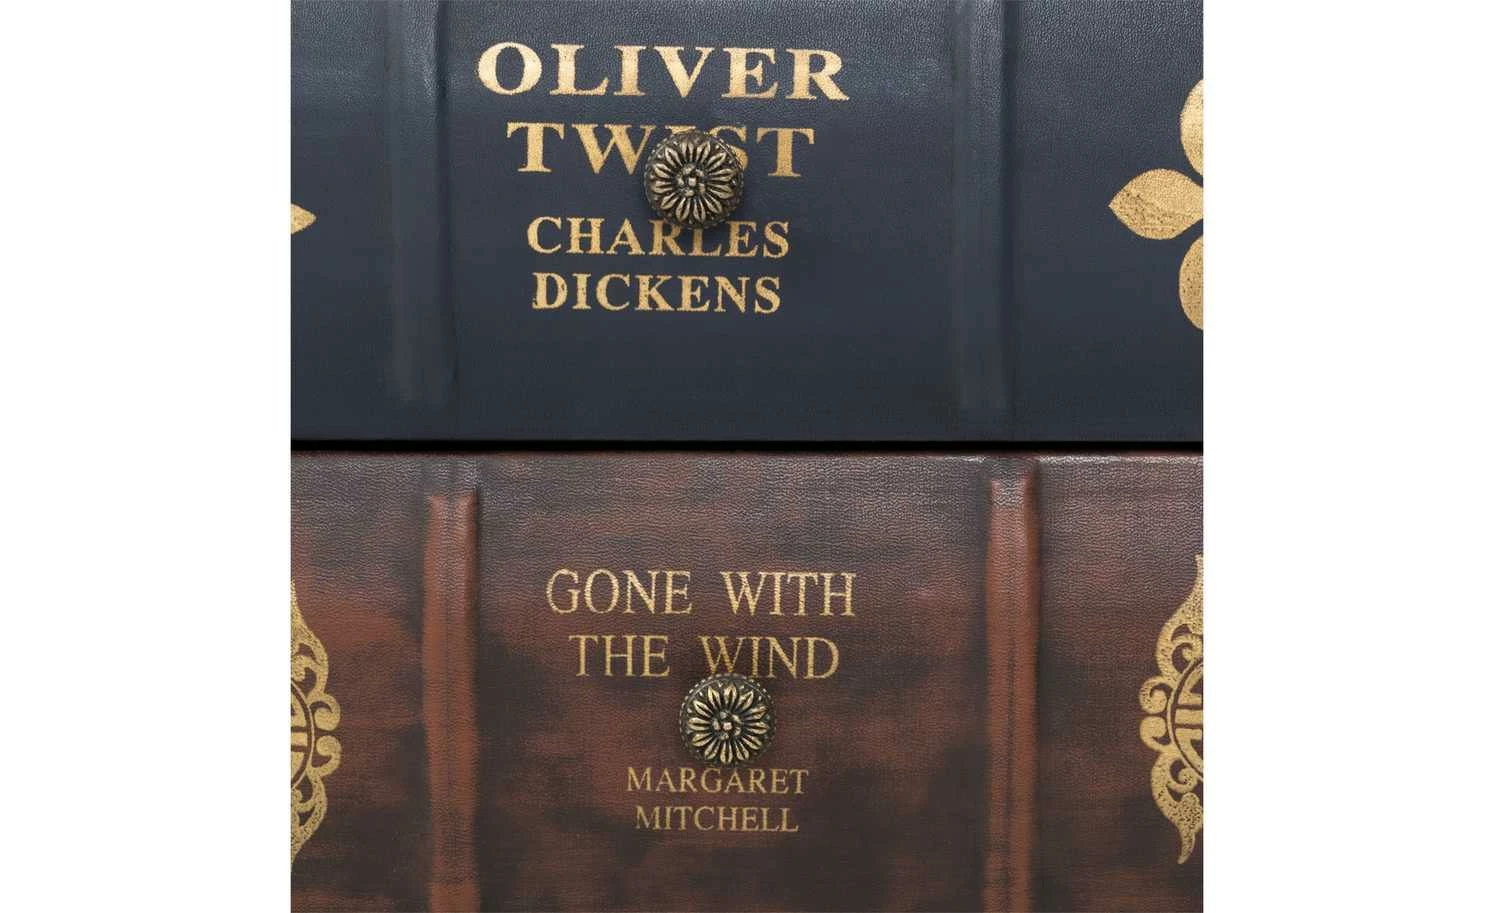 OLIVER
TWIST
CHARLES
DICKENS
GONE WITH
THE WIND
MARGARET
MITCHELL